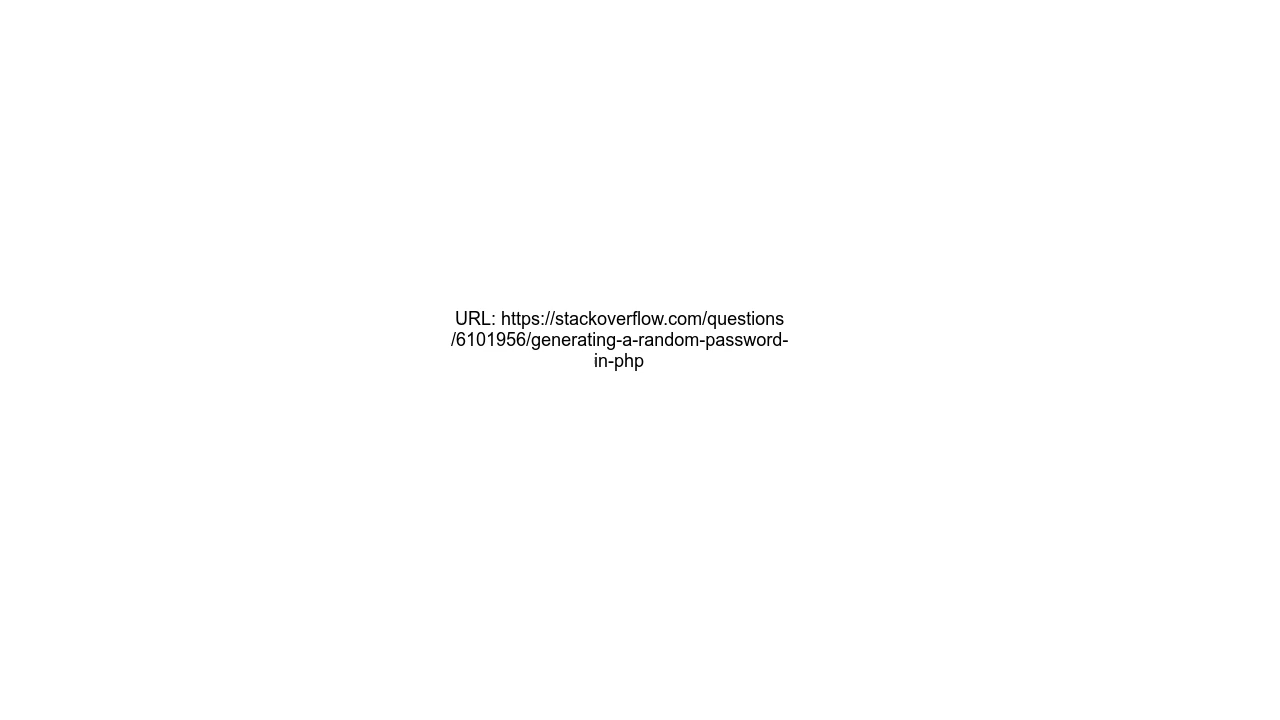 URL: https://stackoverflow.com/questions
/6101956/generating-a-random-password-
in-php